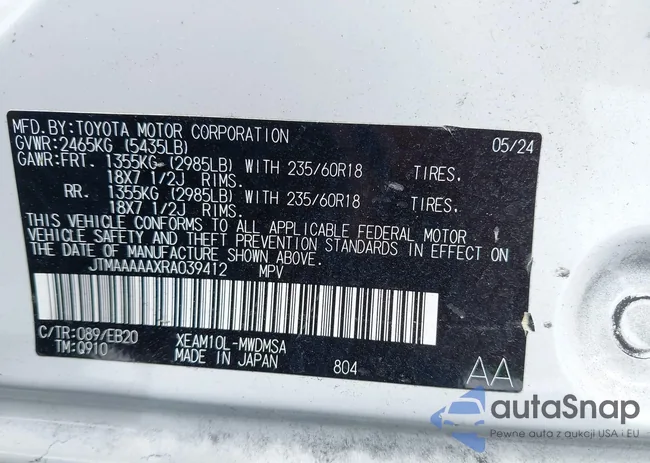 MFD.BY:TOYOTA MOTOR CORPORATION 05/24
GVWR:2465KG (5435LB)
GAWR:FRT. 1355KG (2985LB) WITH 235/60R18 TIRES.
18X7 1/2J RIMS.
RR. 1355KG (2985LB) WITH 235/60R18 TIRES.
18X7 1/2J RIMS.
THIS VEHICLE CONFORMS TO ALL APPLICABLE FEDERAL MOTOR
VEHICLE SAFETY AND THEFT PREVENTION STANDARDS IN EFFECT ON
THE DATE OF MANUFACTURE SHOWN ABOVE.
JTMAAAAAXRA039412 MPV
C/TR:089/EB20 XEAM10L-MWDMSA
TM:Q910 MADE IN JAPAN 804
AA
autaSnap
Pewne auta z aukcji USA i EU